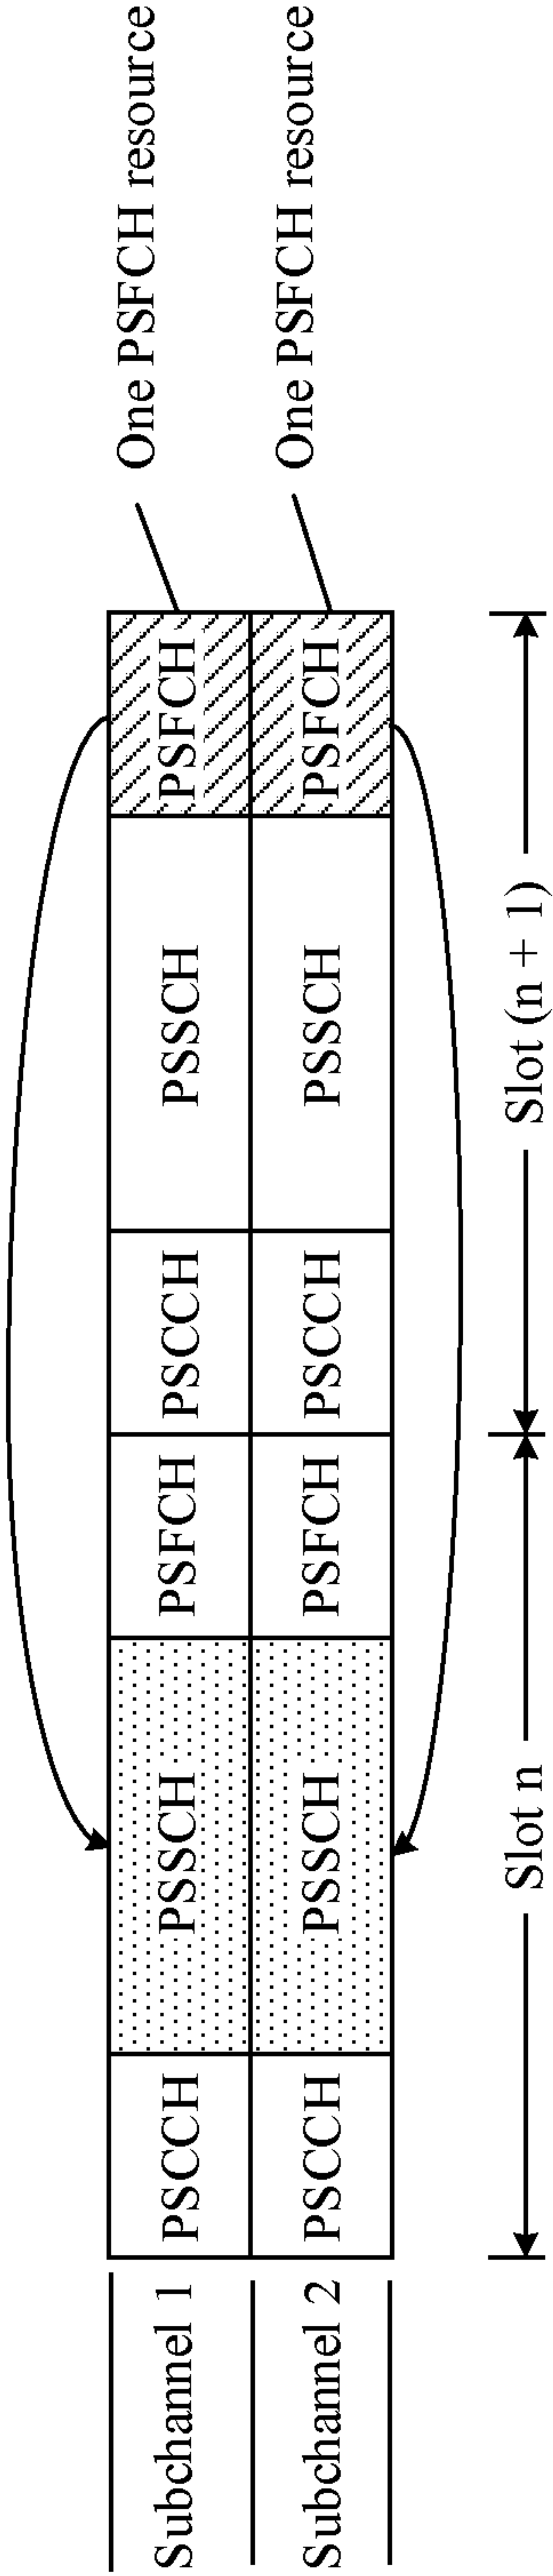 One PSFCH resource
One PSFCH resource
Subchannel 1
PSCCH
PSSCH
PSFCH
PSCCH
PSSCH
PSFCH
Subchannel 2
PSCCH
PSSCH
PSFCH
PSCCH
PSSCH
PSFCH
Slot n
Slot (n + 1)